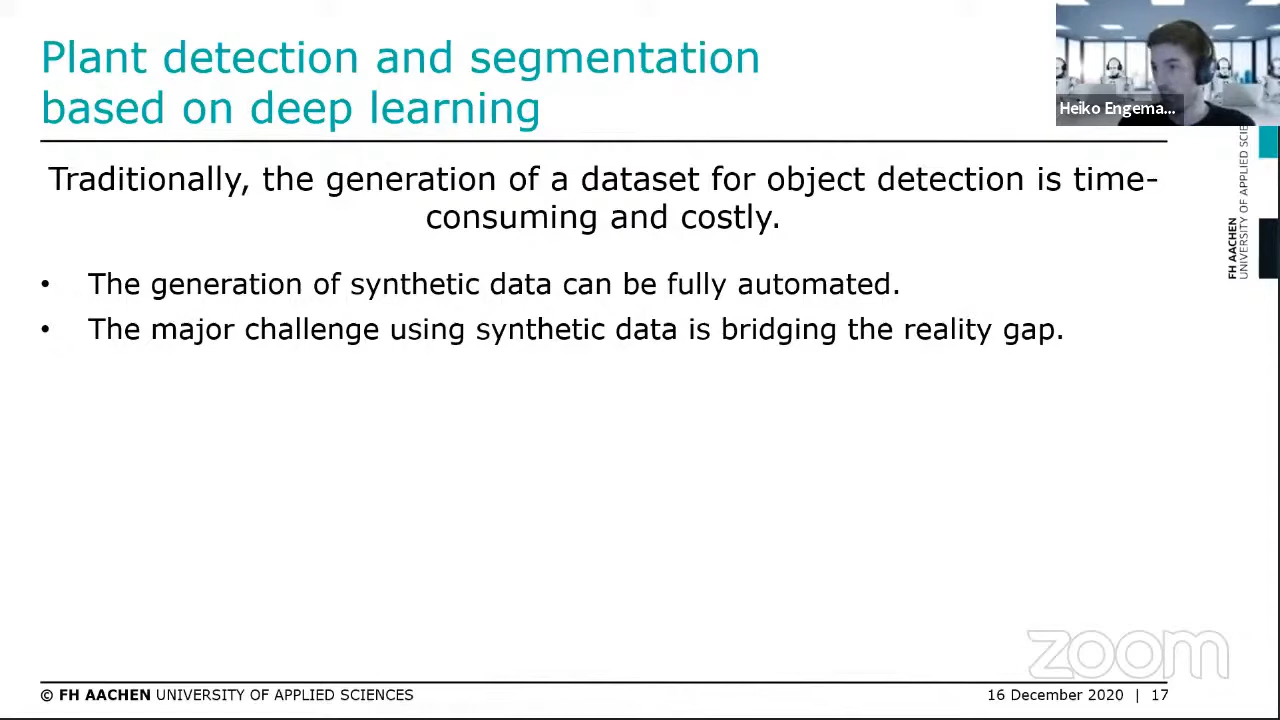 Plant detection and segmentation
based on deep learning
Heiko Engema...
Traditionally, the generation of a dataset for object detection is time-
consuming and costly.
• The generation of synthetic data can be fully automated.
• The major challenge using synthetic data is bridging the reality gap.
FH AACHEN
UNIVERSITY OF APPLIED SCIE
zoom
© FH AACHEN UNIVERSITY OF APPLIED SCIENCES
16 December 2020 | 17